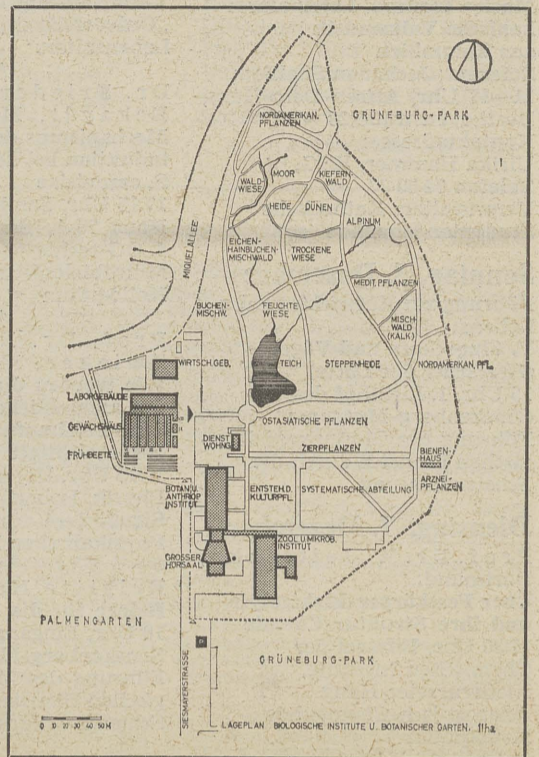 GRÜNEBURG-PARK
NORDAMERIKAN.
PFLANZEN
MOOR
KIEFERN-
WALD
WALD-
WIESE
HEIDE
DÜNEN
ALPINUM
MIQUELALLEE
EICHEN-
HAINBUCHEN-
MISCHWALD
TROCKENE
WIESE
MEDIT. PFLANZEN
BUCHEN-
MISCHW.
FEUCHTE
WIESE
MISCH-
WALD
(KALK)
WIRTSCH. GEB.
TEICH
STEPPENHEIDE
NORDAMERKAN. PFL.
LABORGEBÄUDE
GEWÄCHSHAUS
OSTASIATISCHE PFLANZEN
DIENST
WOHNG.
ZIERPFLANZEN
FRÜHBEETE
BIENEN-
HAUS
ARZNEI-
PFLANZEN
BOTAN. U.
ANTHROP.
INSTITUT
ENTSTEH. D.
KULTURPFL.
SYSTEMATISCHE ABTEILUNG
ZOOL. U. MIKROB.
INSTITUT
GROSSER
HÖRSAAL
PALMENGARTEN
GRÜNEBURG-PARK
SIESMAYERSTRASSE
0 10 20 30 40 50 M
LAGEPLAN BIOLOGISCHE INSTITUTE U. BOTANISCHER GARTEN. 11ha